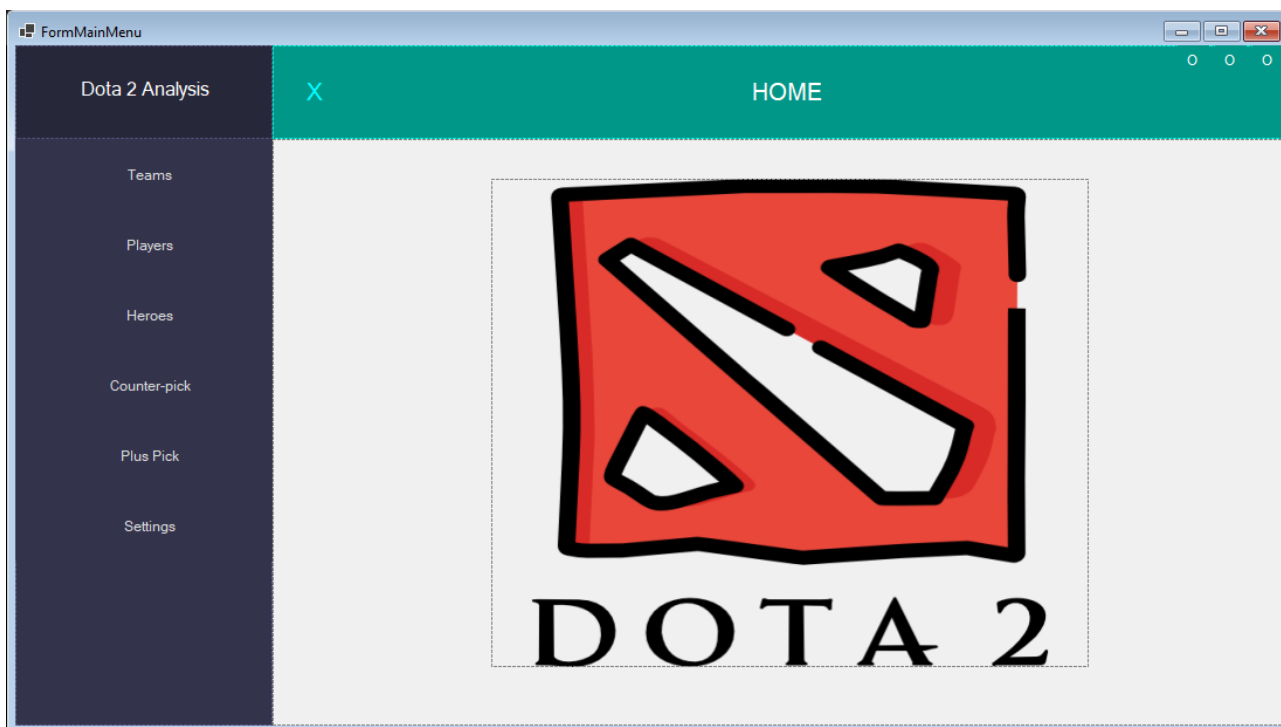 FormMainMenu
Dota 2 Analysis
X
HOME
O O O
Teams
Players
Heroes
Counter-pick
Plus Pick
Settings
DOTA 2